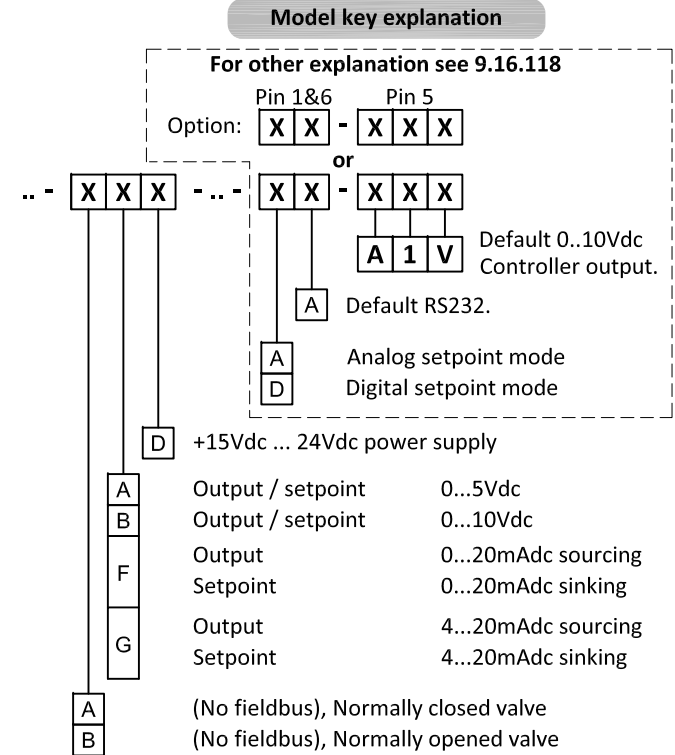 Model key explanation
For other explanation see 9.16.118
Pin 1&6 Pin 5
Option: X X - X X X
or
.. - X X X - .. - X X - X X X
A 1 V Default 0..10Vdc
Controller output.
A Default RS232.
A Analog setpoint mode
D Digital setpoint mode
D +15Vdc ... 24Vdc power supply
A Output / setpoint 0...5Vdc
B Output / setpoint 0...10Vdc
F Output 0...20mAdc sourcing
Setpoint 0...20mAdc sinking
G Output 4...20mAdc sourcing
Setpoint 4...20mAdc sinking
A (No fieldbus), Normally closed valve
B (No fieldbus), Normally opened valve